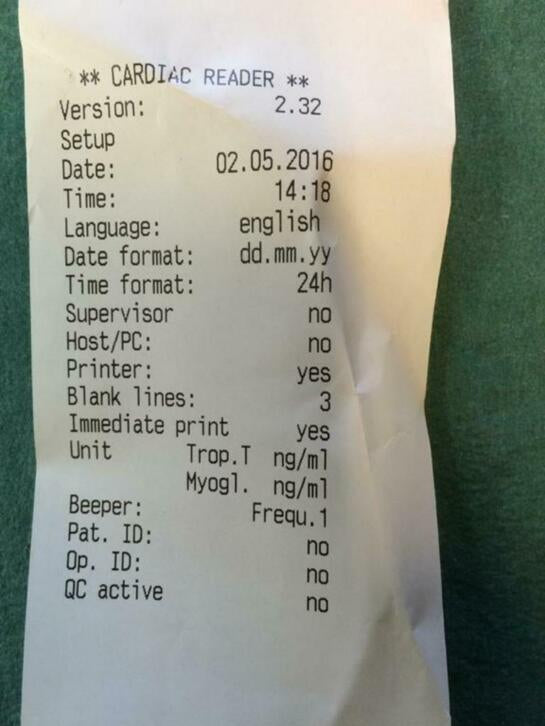 ** CARDIAC READER **
Version: 2.32
Setup
Date: 02.05.2016
Time: 14:18
Language: english
Date format: dd.mm.yy
Time format: 24h
Supervisor no
Host/PC: no
Printer: yes
Blank lines: 3
Immediate print yes
Unit Trop.T ng/ml
Myogl. ng/ml
Beeper: Frequ.1
Pat. ID: no
Op. ID: no
QC active no